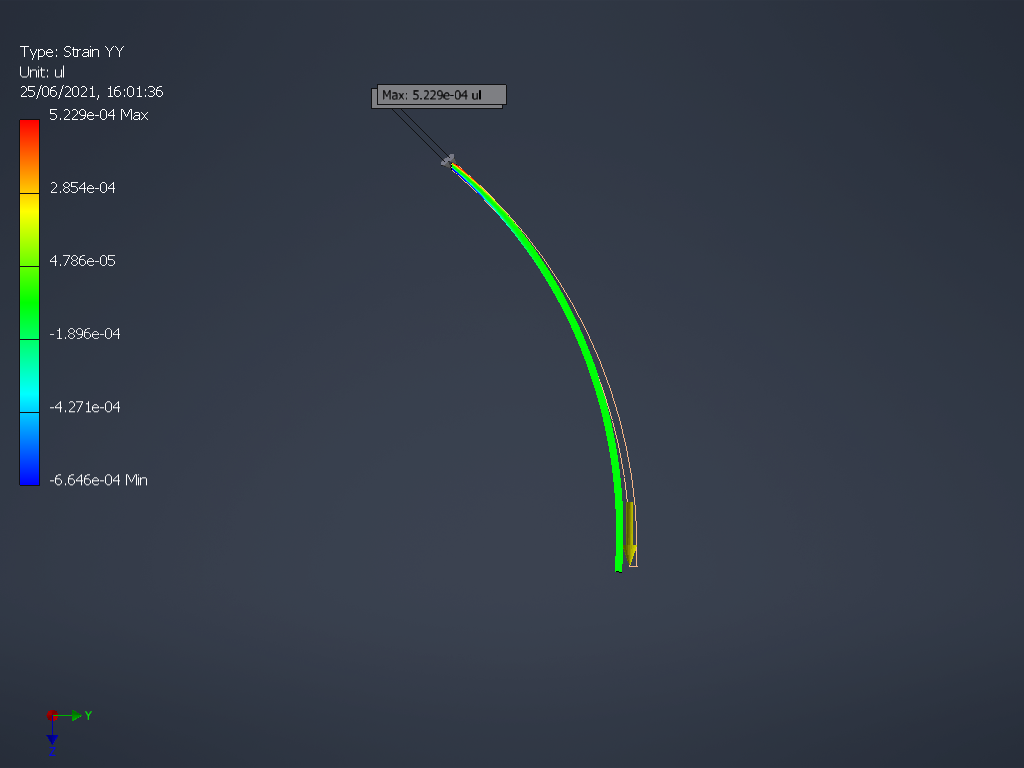 Type: Strain YY
Unit: ul
25/06/2021, 16:01:36
5.229e-04 Max
2.854e-04
4.786e-05
-1.896e-04
-4.271e-04
-6.646e-04 Min
Max: 5.229e-04 ul
Y
Z